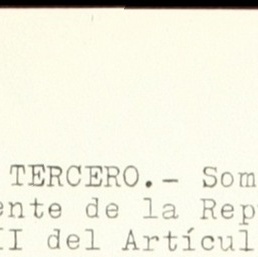 TERCERO.- Som
ente de la Rep
II del Artícul